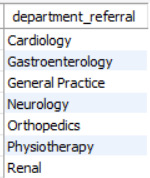 department_referral
Cardiology
Gastroenterology
General Practice
Neurology
Orthopedics
Physiotherapy
Renal